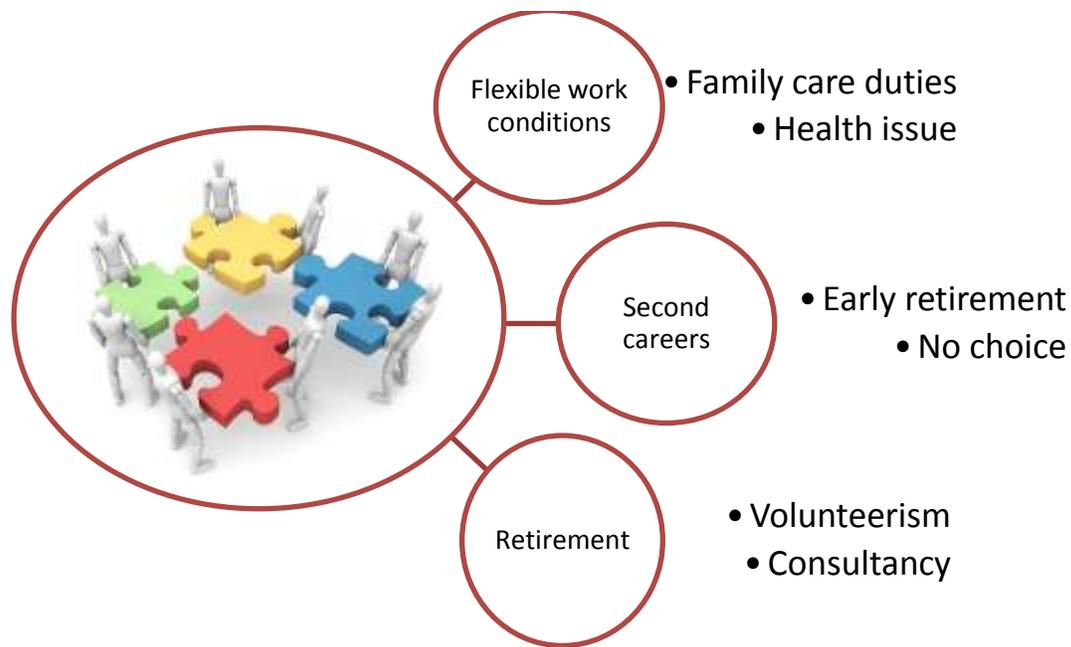 Flexible work
conditions
• Family care duties
• Health issue
Second
careers
• Early retirement
• No choice
Retirement
• Volunteerism
• Consultancy